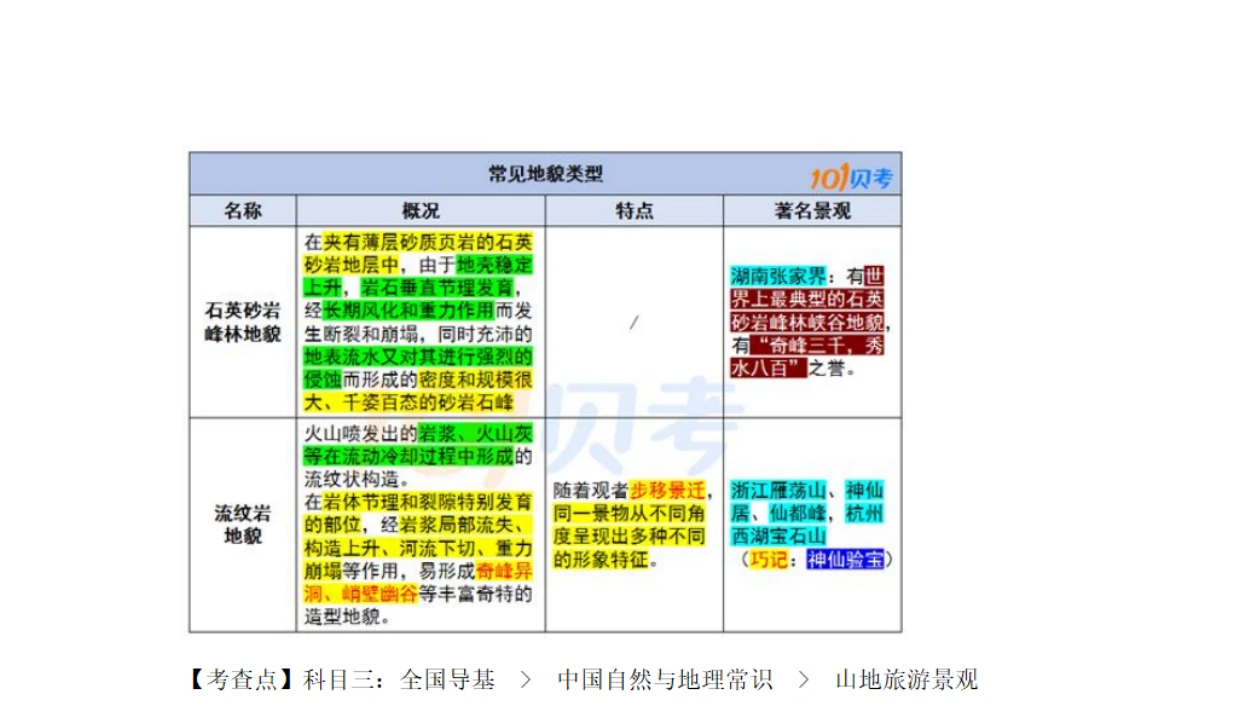 常见地貌类型
101贝考
名称
概况
特点
著名景观
石英砂岩
峰林地貌
在夹有薄层砂质页岩的石英
砂岩地层中，由于地壳稳定
上升，岩石垂直节理发育，
经长期风化和重力作用而发
生断裂和崩塌，同时充沛的
地表流水又对其进行强烈的
侵蚀而形成的密度和规模很
大、千姿百态的砂岩石峰
/
湖南张家界：有世
界上最典型的石英
砂岩峰林峡谷地貌，
有“奇峰三千，秀
水八百”之誉。
流纹岩
地貌
火山喷发出的岩浆、火山灰
等在流动冷却过程中形成的
流纹状构造。
在岩体节理和裂隙特别发育
的部位，经岩浆局部流失、
构造上升、河流下切、重力
崩塌等作用，易形成奇峰异
洞、峭壁幽谷等丰富奇特的
造型地貌。
随着观者步移景迁，
同一景物从不同角
度呈现出多种不同
的形象特征。
浙江雁荡山、神仙
居、仙都峰，杭州
西湖宝石山
（巧记：神仙验宝）
101贝考
【考查点】科目三：全国导基 > 中国自然与地理常识 > 山地旅游景观